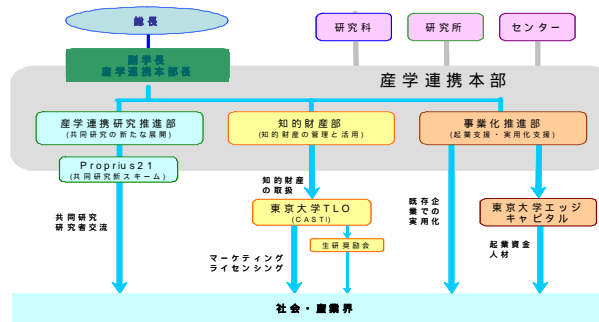 総長
研究科
研究所
センター
副学長
産学連携本部長
産学連携本部
産学連携研究推進部
(共同研究の新たな展開)
知的財産部
(知的財産の管理と活用)
事業化推進部
(起業支援・実用化支援)
Proprius21
(共同研究新スキーム)
知的財産
の取扱
共同研究
研究者交流
東京大学TLO
(CASTI)
既存企
業での
実用化
東京大学エッジ
キャピタル
生研奨励会
マーケティング
ライセンシング
起業資金
人材
社会・産業界